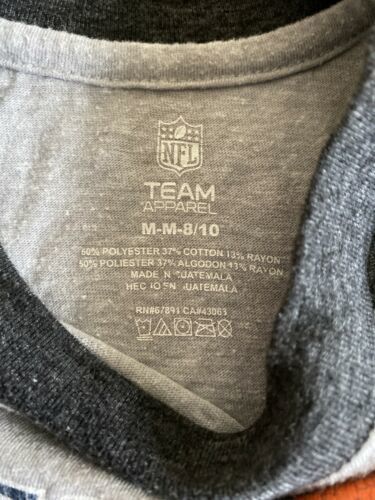 NFL
TEAM
APPAREL
M-M-8/10
50% POLYESTER 37% COTTON 13% RAYON
50% POLIESTER 37% ALGODON 13% RAYON
MADE IN GUATEMALA
HECHO EN GUATEMALA
RN#67891 CA#43061